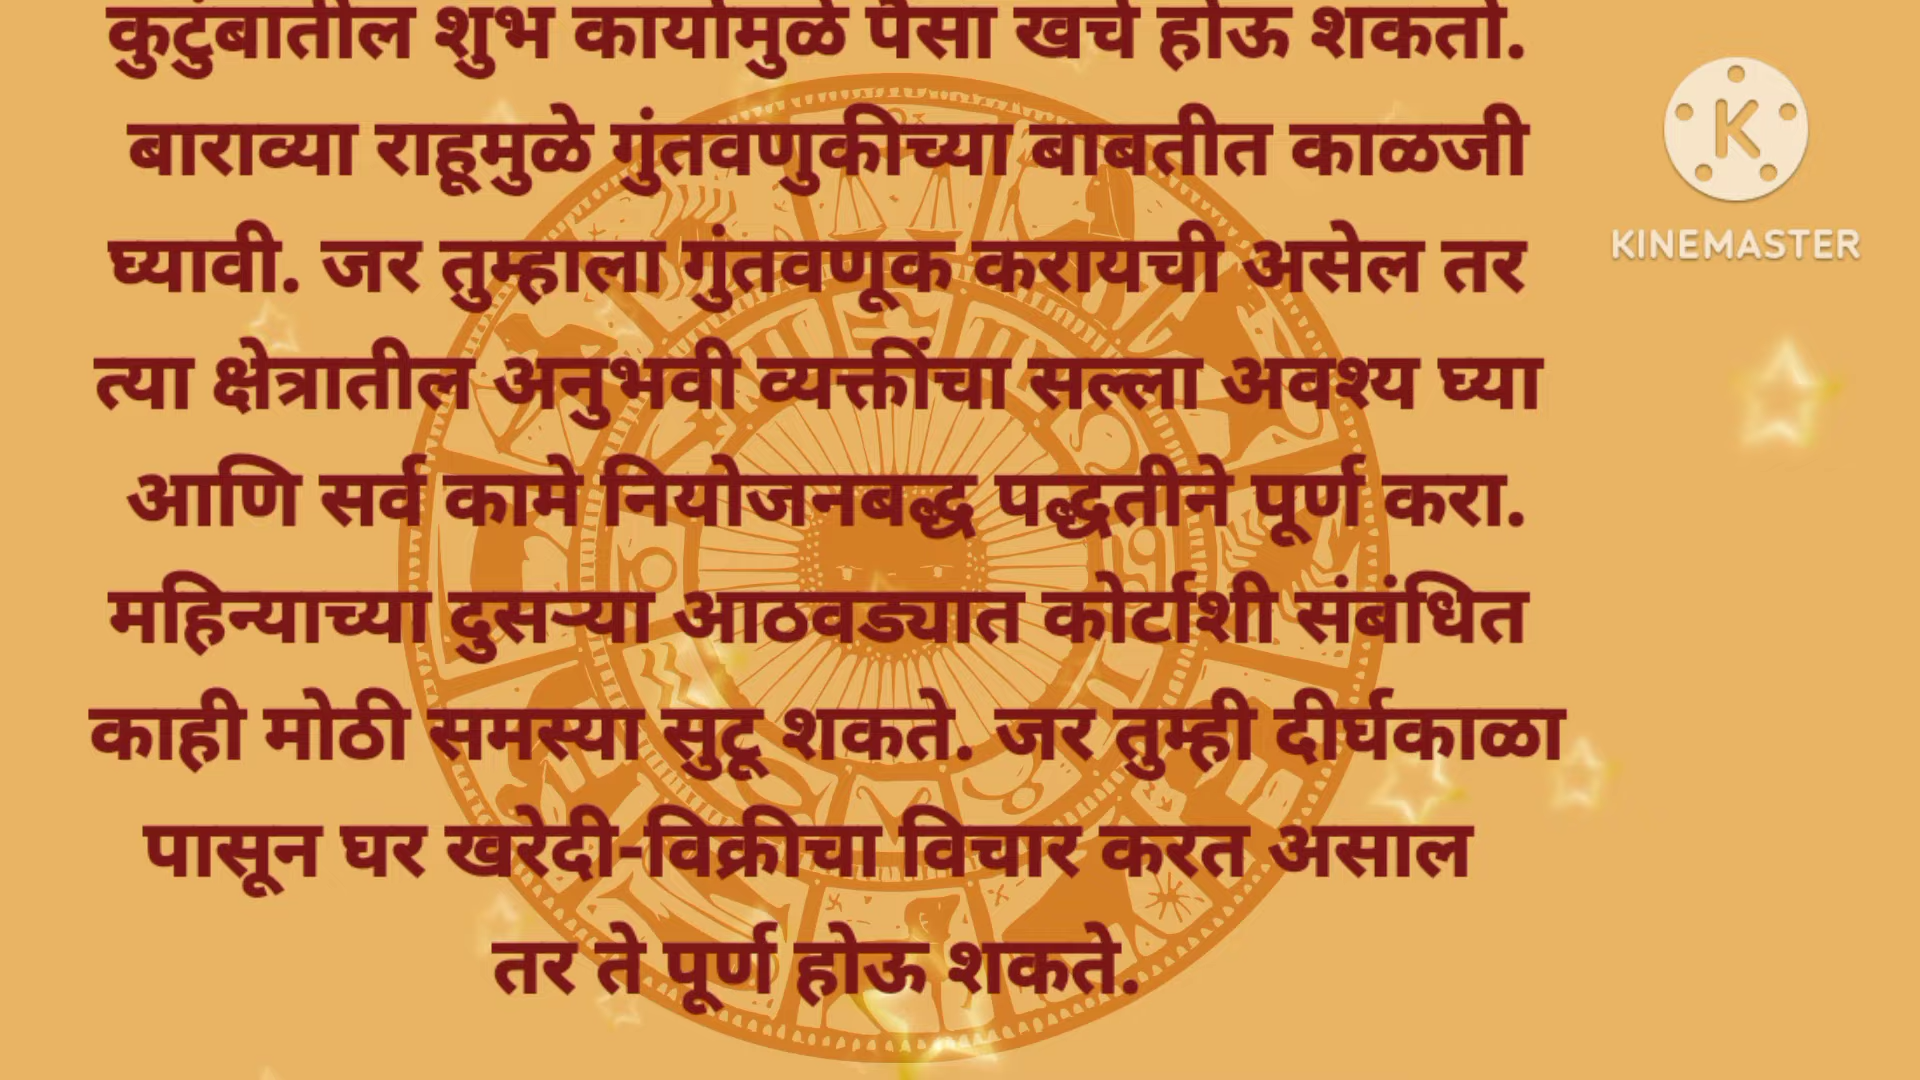 कुटुंबातील शुभ कार्यामुळे पैसा खर्च होऊ शकतो.
बाराव्या राहूमुळे गुंतवणुकीच्या बाबतीत काळजी
घ्यावी. जर तुम्हाला गुंतवणूक करायची असेल तर
त्या क्षेत्रातील अनुभवी व्यक्तींचा सल्ला अवश्य घ्या
आणि सर्व कामे नियोजनबद्ध पद्धतीने पूर्ण करा.
महिन्याच्या दुसऱ्या आठवड्यात कोर्टाशी संबंधित
काही मोठी समस्या सुटू शकते. जर तुम्ही दीर्घकाळा
पासून घर खरेदी-विक्रीचा विचार करत असाल
तर ते पूर्ण होऊ शकते.
K
KINEMASTER